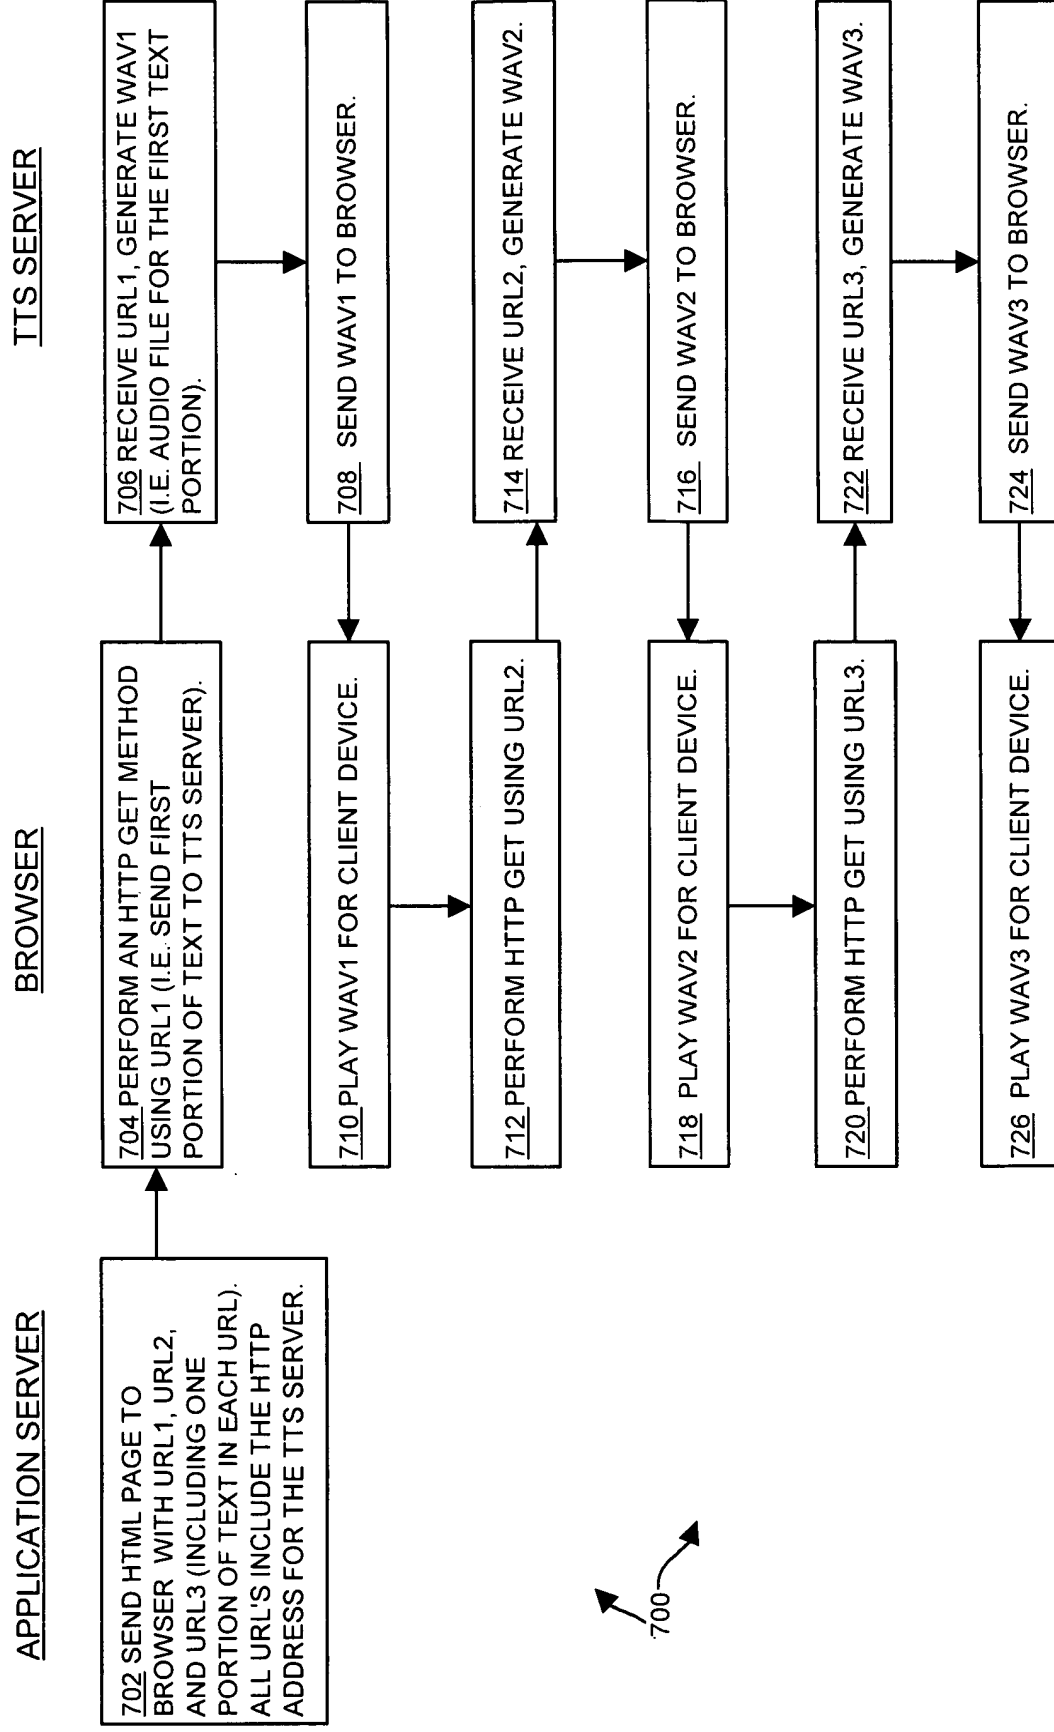 APPLICATION SERVER
BROWSER
TTS SERVER
702 SEND HTML PAGE TO
BROWSER WITH URL1, URL2,
AND URL3 (INCLUDING ONE
PORTION OF TEXT IN EACH URL).
ALL URL'S INCLUDE THE HTTP
ADDRESS FOR THE TTS SERVER.
704 PERFORM AN HTTP GET METHOD
USING URL1 (I.E. SEND FIRST
PORTION OF TEXT TO TTS SERVER).
706 RECEIVE URL1, GENERATE WAV1
(I.E. AUDIO FILE FOR THE FIRST TEXT
PORTION).
708 SEND WAV1 TO BROWSER.
710 PLAY WAV1 FOR CLIENT DEVICE.
712 PERFORM HTTP GET USING URL2.
714 RECEIVE URL2, GENERATE WAV2.
716 SEND WAV2 TO BROWSER.
718 PLAY WAV2 FOR CLIENT DEVICE.
720 PERFORM HTTP GET USING URL3.
722 RECEIVE URL3, GENERATE WAV3.
724 SEND WAV3 TO BROWSER.
726 PLAY WAV3 FOR CLIENT DEVICE.
700